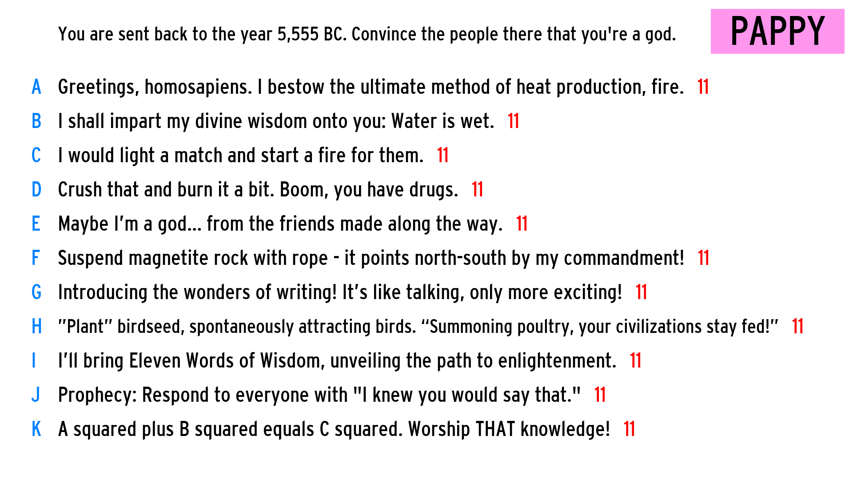 You are sent back to the year 5,555 BC. Convince the people there that you're a god.
PAPPY
A Greetings, homosapiens. I bestow the ultimate method of heat production, fire. 11
B I shall impart my divine wisdom onto you: Water is wet. 11
C I would light a match and start a fire for them. 11
D Crush that and burn it a bit. Boom, you have drugs. 11
E Maybe I’m a god... from the friends made along the way. 11
F Suspend magnetite rock with rope - it points north-south by my commandment! 11
G Introducing the wonders of writing! It’s like talking, only more exciting! 11
H ”Plant” birdseed, spontaneously attracting birds. “Summoning poultry, your civilizations stay fed!” 11
I I’ll bring Eleven Words of Wisdom, unveiling the path to enlightenment. 11
J Prophecy: Respond to everyone with "I knew you would say that." 11
K A squared plus B squared equals C squared. Worship THAT knowledge! 11